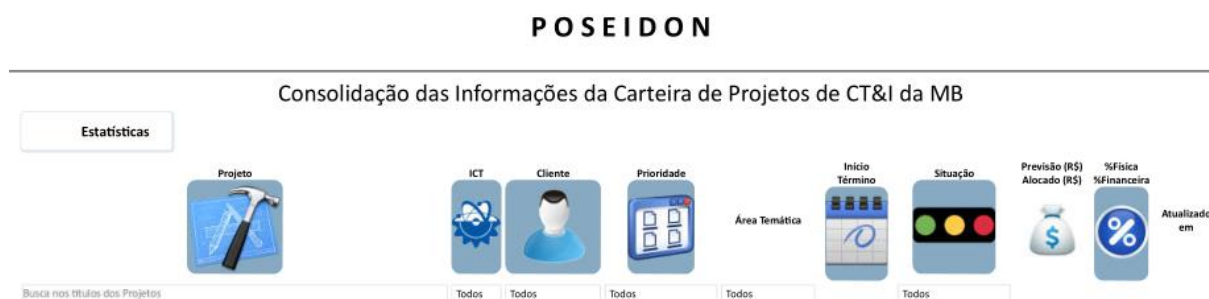 POSEIDON
Consolidação das Informações da Carteira de Projetos de CT&I da MB
Estatísticas
Projeto
ICT
Cliente
Prioridade
Área Temática
Início
Término
Situação
Previsão (R$)
Alocado (R$)
%Física
%Financeira
Atualizado
em
Busca nos títulos dos Projetos
Todos
Todos
Todos
Todos
Todos